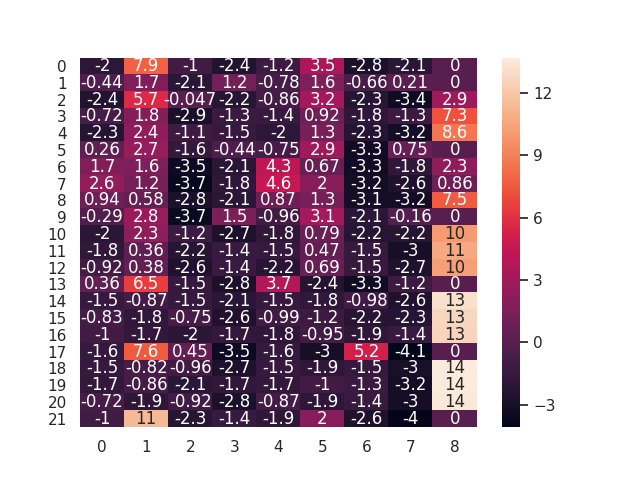 0 -2 7.9 -1 -2.4 -1.2 3.5 -2.8 -2.1 0
1 -0.44 1.7 -2.1 1.2 -0.78 1.6 -0.66 0.21 0
2 -2.4 5.7 -0.047 -2.2 -0.86 3.2 -2.3 -3.4 2.9
3 -0.72 1.8 -2.9 -1.3 -1.4 0.92 -1.8 -1.3 7.3
4 -2.3 2.4 -1.1 -1.5 -2 1.3 -2.3 -3.2 8.6
5 0.26 2.7 -1.6 -0.44 -0.75 2.9 -3.3 0.75 0
6 1.7 1.6 -3.5 -2.1 4.3 0.67 -3.3 -1.8 2.3
7 2.6 1.2 -3.7 -1.8 4.6 2 -3.2 -2.6 0.86
8 0.94 0.58 -2.8 -2.1 0.87 1.3 -3.1 -3.2 7.5
9 -0.29 2.8 -3.7 1.5 -0.96 3.1 -2.1 -0.16 0
10 -2 2.3 -1.2 -2.7 -1.8 0.79 -2.2 -2.2 10
11 -1.8 0.36 -2.2 -1.4 -1.5 0.47 -1.5 -3 11
12 -0.92 0.38 -2.6 -1.4 -2.2 0.69 -1.5 -2.7 10
13 0.36 6.5 -1.5 -2.8 3.7 -2.4 -3.3 -1.2 0
14 -1.5 -0.87 -1.5 -2.1 -1.5 -1.8 -0.98 -2.6 13
15 -0.83 -1.8 -0.75 -2.6 -0.99 -1.2 -2.2 -2.3 13
16 -1 -1.7 -2 -1.7 -1.8 -0.95 -1.9 -1.4 13
17 -1.6 7.6 0.45 -3.5 -1.6 -3 5.2 -4.1 0
18 -1.5 -0.82 -0.96 -2.7 -1.5 -1.9 -1.5 -3 14
19 -1.7 -0.86 -2.1 -1.7 -1.7 -1 -1.3 -3.2 14
20 -0.72 -1.9 -0.92 -2.8 -0.87 -1.9 -1.4 -3 14
21 -1 11 -2.3 -1.4 -1.5 2 -2.6 -4 0
0 1 2 3 4 5 6 7 8
12
9
6
3
0
−3